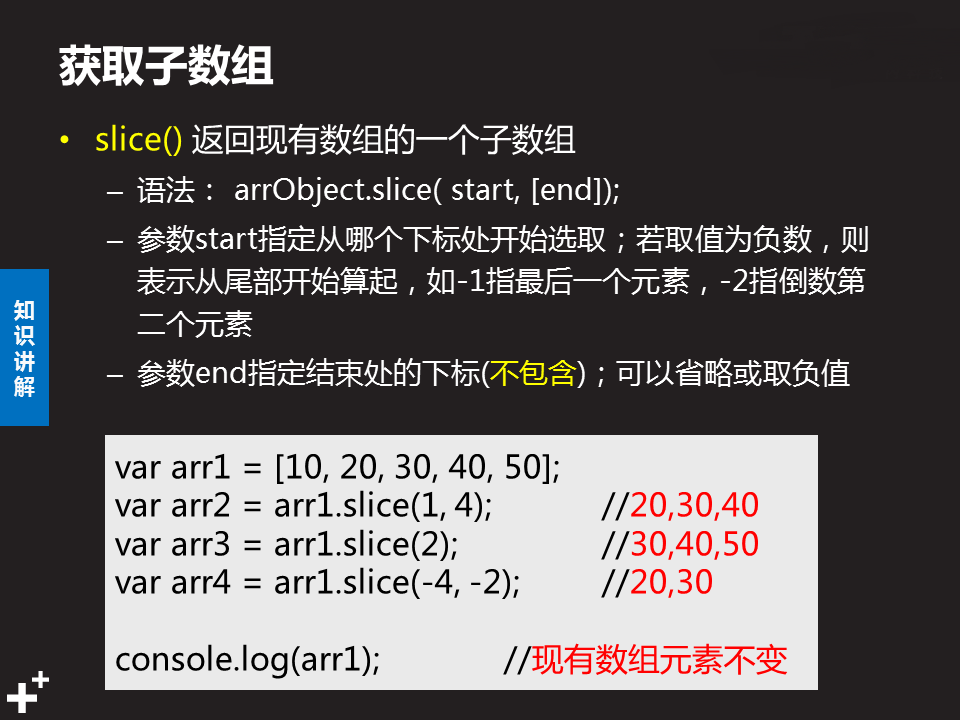 获取子数组
• slice() 返回现有数组的一个子数组
– 语法： arrObject.slice( start, [end]);
– 参数start指定从哪个下标处开始选取；若取值为负数，则
表示从尾部开始算起，如-1指最后一个元素，-2指倒数第
二个元素
– 参数end指定结束处的下标(不包含)；可以省略或取负值
知识讲解
var arr1 = [10, 20, 30, 40, 50];
var arr2 = arr1.slice(1, 4); //20,30,40
var arr3 = arr1.slice(2); //30,40,50
var arr4 = arr1.slice(-4, -2); //20,30
console.log(arr1); //现有数组元素不变
++